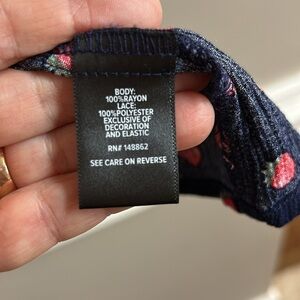 BODY:
100%RAYON
LACE:
100%POLYESTER
EXCLUSIVE OF
DECORATION
AND ELASTIC
RN# 148862
SEE CARE ON REVERSE